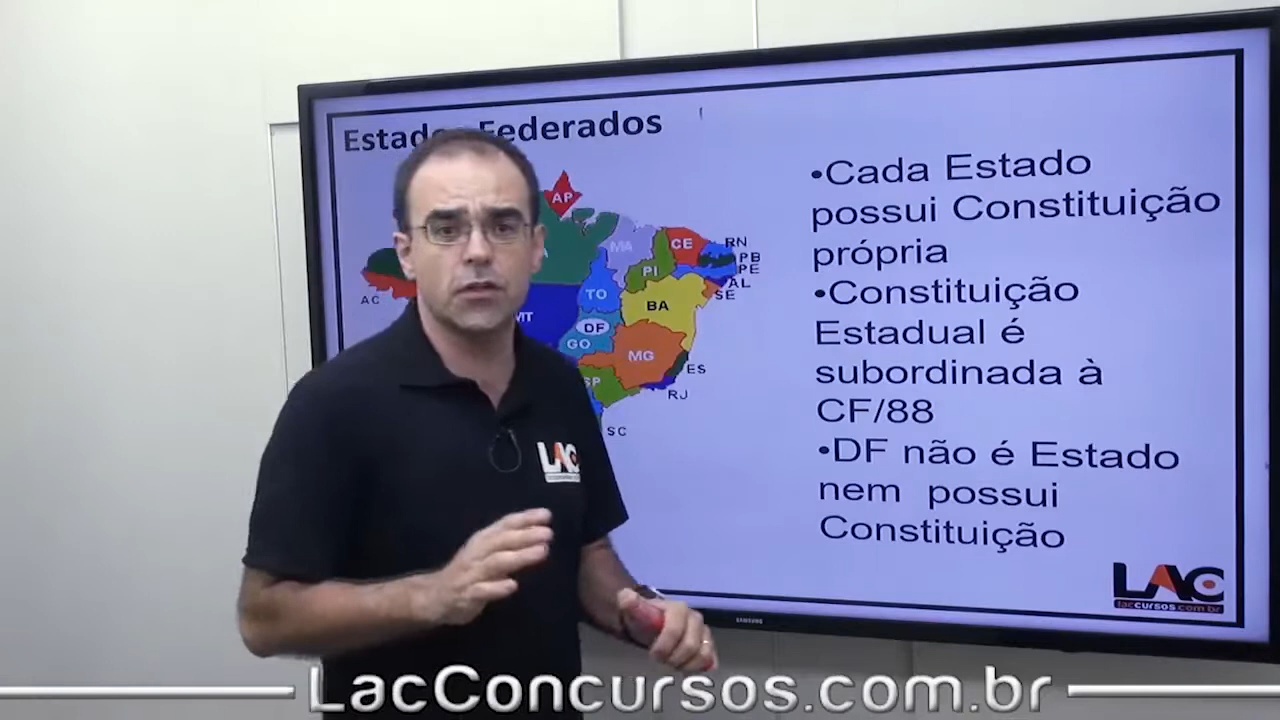 Estados Federados
•Cada Estado
possui Constituição
própria
•Constituição
Estadual é
subordinada à
CF/88
•DF não é Estado
nem possui
Constituição
AP
MA
CE
RN
PB
PE
AL
SE
PI
AC
TO
BA
MT
DF
GO
MG
ES
SP
RJ
SC
LAC
LAC
laccursos.com.br
SAMSUNG
LacConcursos.com.br